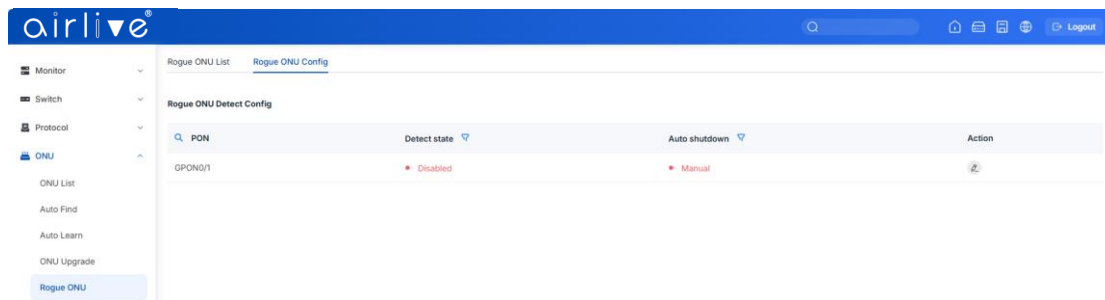 airlive®
Logout
Monitor
Switch
Protocol
ONU
ONU List
Auto Find
Auto Learn
ONU Upgrade
Rogue ONU
Rogue ONU List Rogue ONU Config
Rogue ONU Detect Config
PON Detect state Auto shutdown Action
GPON0/1 Disabled Manual